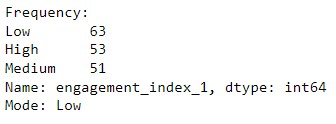 Frequency:
Low 63
High 53
Medium 51
Name: engagement_index_1, dtype: int64
Mode: Low